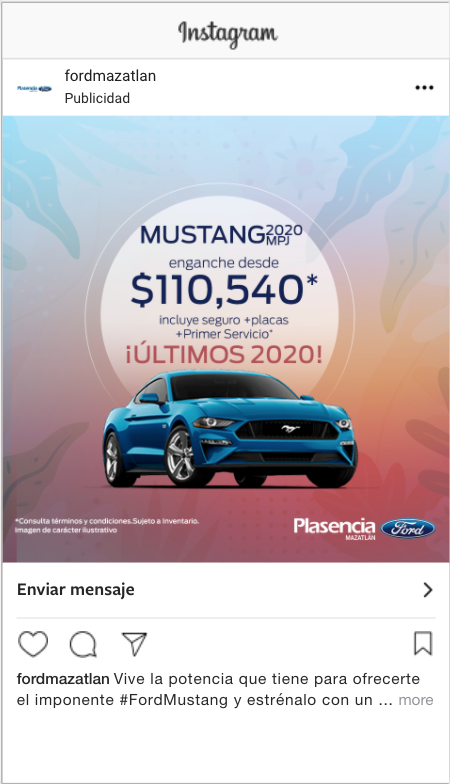 Instagram
fordmazatlan
Publicidad
MUSTANG 2020 MPJ
enganche desde
$110,540*
incluye seguro +placas
+Primer Servicio*
¡ÚLTIMOS 2020!
*Consulta términos y condiciones.Sujeto a Inventario.
Imagen de carácter ilustrativo
Plasencia Ford
MAZATLÁN
Enviar mensaje
fordmazatlan Vive la potencia que tiene para ofrecerte
el imponente #FordMustang y estrénalo con un ... more